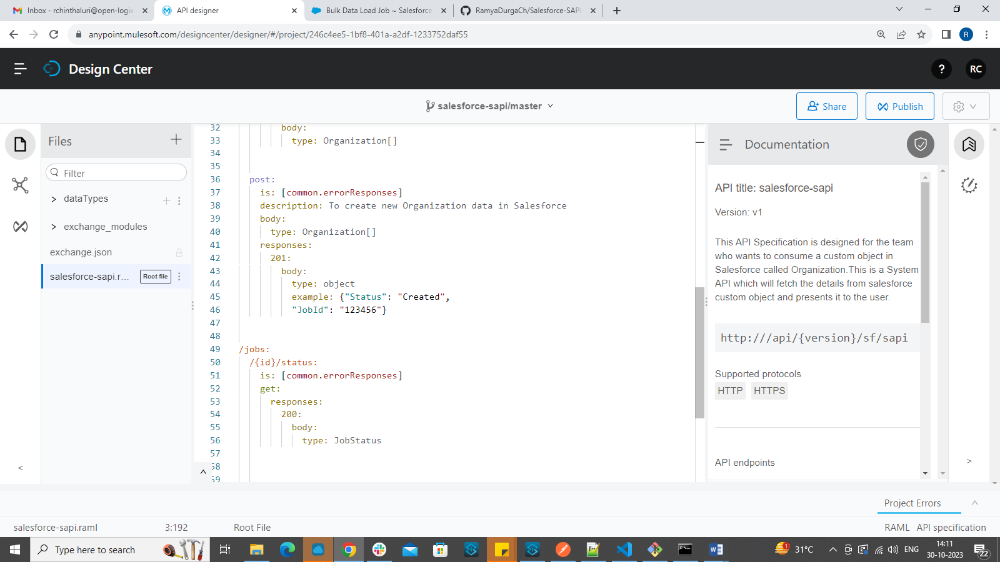 Inbox - rchinthaluri@open-logix
API designer
Bulk Data Load Job ~ Salesforce
RamyaDurgaCh/Salesforce-SAPI
anypoint.mulesoft.com/designcenter/designer/#/project/246c4ee5-1bf8-401a-a2df-1233752daf55
R
Design Center
?
RC
salesforce-sapi/master
Share
Publish
Files
Filter
dataTypes
exchange_modules
exchange.json
salesforce-sapi.r...
Root file
32 body:
33 type: Organization[]
34
35
36 post:
37 is: [common.errorResponses]
38 description: To create new Organization data in Salesforce
39 body:
40 type: Organization[]
41 responses:
42 201:
43 body:
44 type: object
45 example: {"Status": "Created",
46 "JobId": "123456"}
47
48
49 /jobs:
50 /{id}/status:
51 is: [common.errorResponses]
52 get:
53 responses:
54 200:
55 body:
56 type: JobStatus
57
58
59
Documentation
API title: salesforce-sapi
Version: v1
This API Specification is designed for the team
who wants to consume a custom object in
Salesforce called Organization.This is a System
API which will fetch the details from salesforce
custom object and presents it to the user.
http:///api/{version}/sf/sapi
Supported protocols
HTTP HTTPS
API endpoints
Project Errors
salesforce-sapi.raml
3:192
Root File
RAML API specification
Type here to search
1
31°C
ENG
14:11
30-10-2023
22